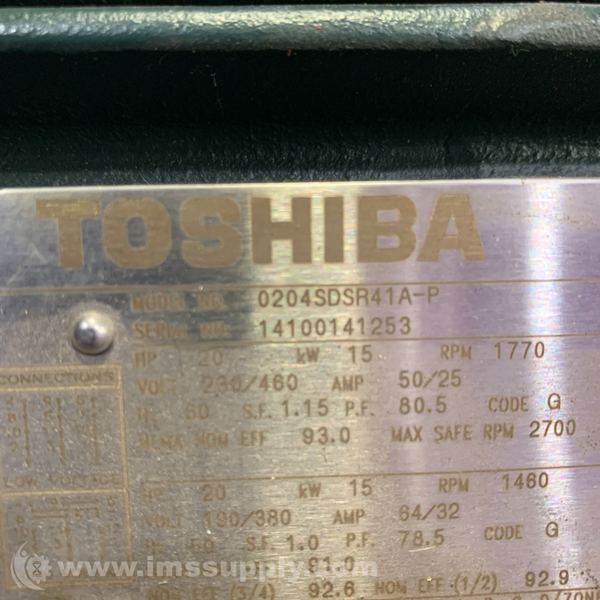 TOSHIBA
MODEL NO. 0204SDSR41A-P
SERIAL NO. 14100141253
HP 20 kW 15 RPM 1770
VOLT 230/460 AMP 50/25
CONNECTIONS
Hz 60 S.F. 1.15 P.F. 80.5 CODE G
NEMA NOM EFF 93.0 MAX SAFE RPM 2700
LOW VOLTAGE
HP 20 kW 15 RPM 1460
VOLT 190/380 AMP 64/32
Hz 50 S.F. 1.0 P.F. 78.5 CODE G
91.0
EFF (3/4) 92.6 NOM EFF (1/2) 92.9
www.imssupply.com